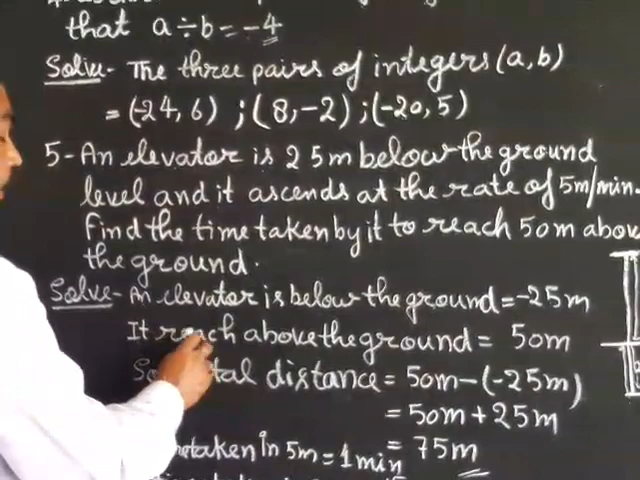 that a ÷ b = -4
Solve- The three pairs of integers (a, b)
= (-24, 6) ; (8, -2) ; (-20, 5)
5- An elevator is 25m below the ground
level and it ascends at the rate of 5m/min.
Find the time taken by it to reach 50m above
the ground.
Solve- An elevator is below the ground = -25m
It reach above the ground = 50m
So tal distance = 50m - (-25m)
= 50m + 25m
= 75m
taken in 5m = 1 min